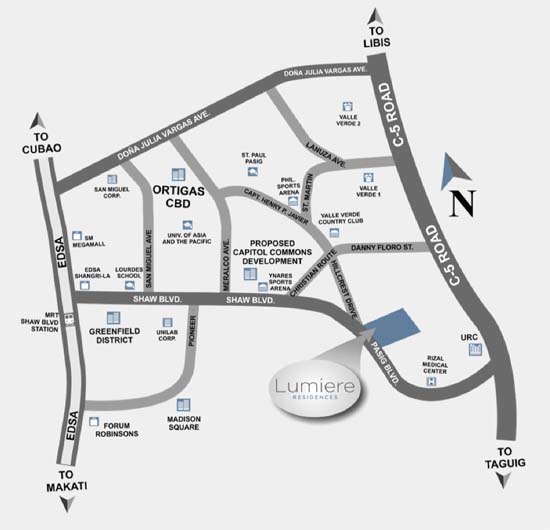 TO
LIBIS
DOÑA JULIA VARGAS AVE.
C-5 ROAD
VALLE
VERDE 2
TO
CUBAO
DOÑA JULIA VARGAS AVE.
LANUZA AVE.
ST. PAUL
PASIG
PHIL.
SPORTS
ARENA
ST. MARTIN
VALLE
VERDE 1
N
SAN MIGUEL
CORP.
ORTIGAS
CBD
CAPT. HENRY P. JAVIER
VALLE VERDE
COUNTRY CLUB
EDSA
SM
MEGAMALL
SAN MIGUEL AVE
UNIV. OF ASIA
AND THE PACIFIC
MERALCO AVE.
PROPOSED
CAPITOL COMMONS
DEVELOPMENT
DANNY FLORO ST.
C-5 ROAD
EDSA
SHANGRI-LA
LOURDES
SCHOOL
YNARES
SPORTS
ARENA
CHRISTIAN ROUTE
HILLCREST DRIVE
SHAW BLVD.
SHAW BLVD.
MRT
SHAW BLVD
STATION
GREENFIELD
DISTRICT
UNILAB
CORP.
PIONEER
PASIG BLVD.
URC
RIZAL
MEDICAL
CENTER
H
Lumiere
RESIDENCES
EDSA
FORUM
ROBINSONS
MADISON
SQUARE
TO
MAKATI
TO
TAGUIG